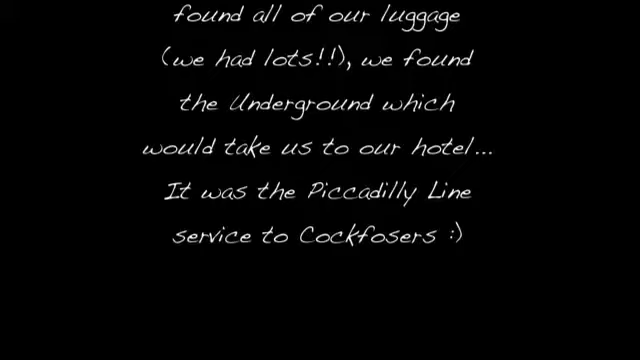 found all of our luggage
(we had lots!!), we found
the Underground which
would take us to our hotel...
It was the Piccadilly Line
service to Cockfosers :)